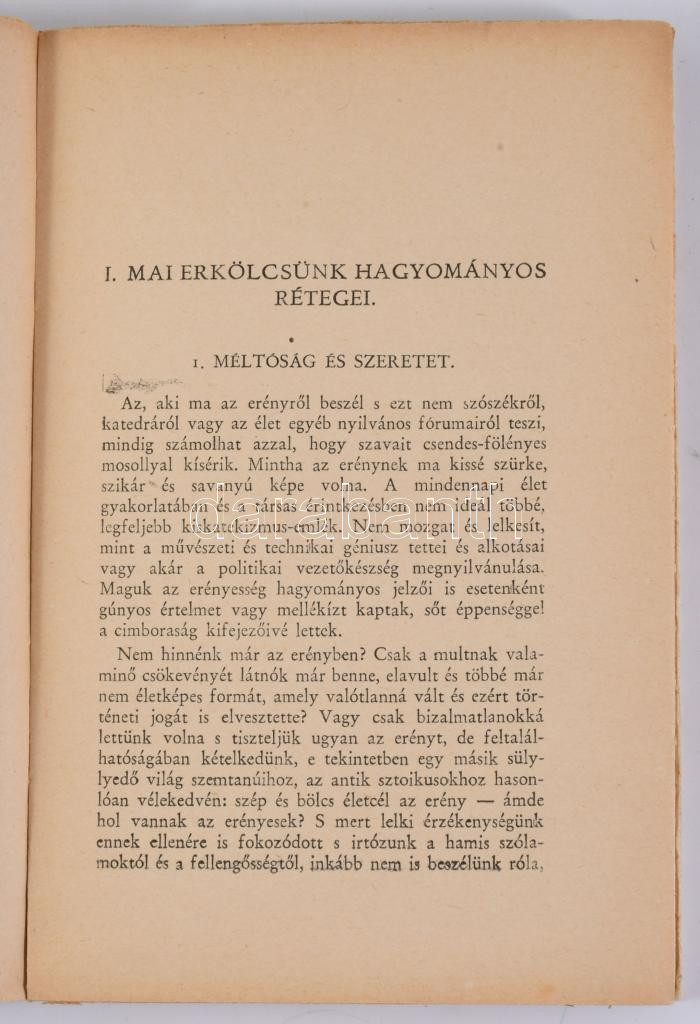 I. MAI ERKÖLCSÜNK HAGYOMÁNYOS
RÉTEGEI.
1. MÉLTÓSÁG ÉS SZERETET.
Az, aki ma az erényről beszél s ezt nem szószékről,
katedráról vagy az élet egyéb nyilvános fórumairól teszi,
mindig számolhat azzal, hogy szavait csendes-fölényes
mosollyal kísérik. Mintha az erénynek ma kissé szürke,
szikár és savanyú képe volna. A mindennapi élet
gyakorlatában és a társas érintkezésben nem ideál többé,
legfeljebb kiskatekizmus-emlék. Nem mozgat és lelkesít,
mint a művészeti és technikai géniusz tettei és alkotásai
vagy akár a politikai vezetőkészség megnyilvánulása.
Maguk az erényesség hagyományos jelzői is esetenként
gúnyos értelmet vagy mellékízt kaptak, sőt éppenséggel
a cimboraság kifejezőivé lettek.
Nem hinnénk már az erényben? Csak a multnak vala-
minő csökevényét látnók már benne, elavult és többé már
nem életképes formát, amely valótlanná vált és ezért tör-
téneti jogát is elvesztette? Vagy csak bizalmatlanokká
lettünk volna s tiszteljük ugyan az erényt, de feltalál-
hatóságában kételkedünk, e tekintetben egy másik süly-
lyedő világ szemtanúihoz, az antik sztoikusokhoz hason-
lóan vélekedvén: szép és bölcs életcél az erény — ámde
hol vannak az erényesek? S mert lelki érzékenységünk
ennek ellenére is fokozódott s irtózunk a hamis szóla-
moktól és a fellengősségtől, inkább nem is beszélünk róla,
darabanth